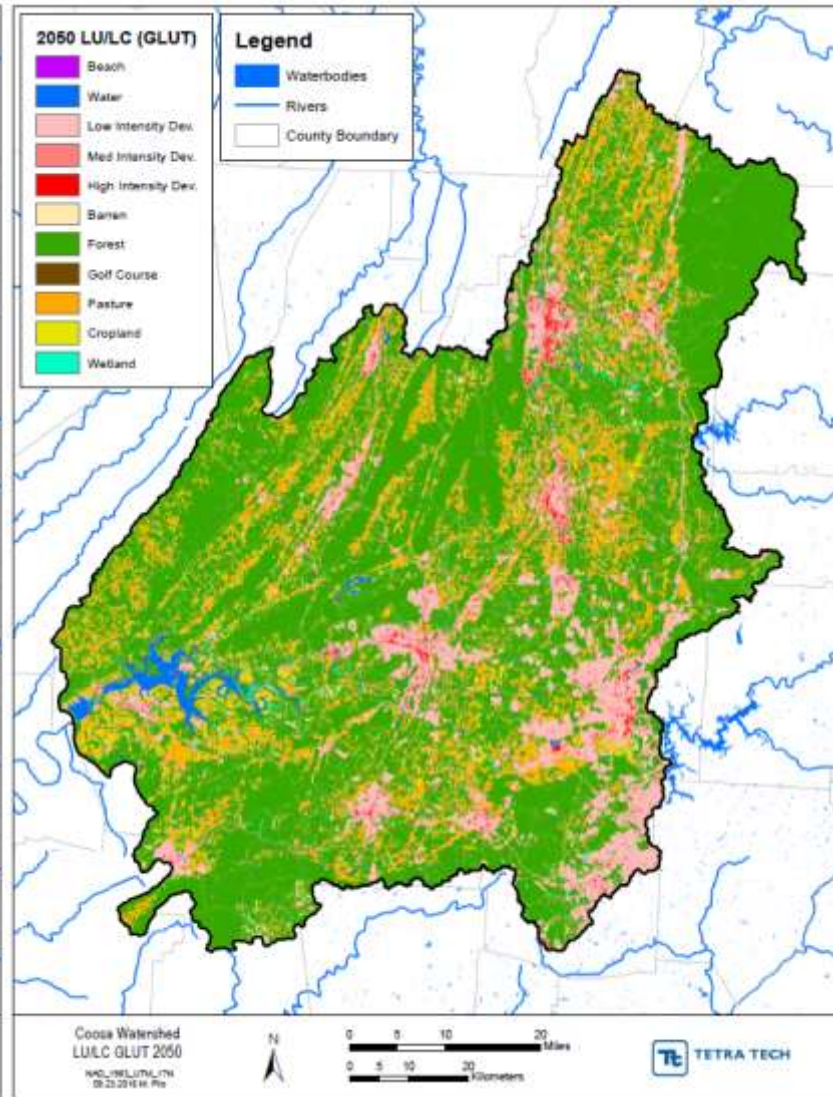 2050 LU/LC (GLUT)
Beach
Water
Low Intensity Dev.
Med Intensity Dev.
High Intensity Dev.
Barren
Forest
Golf Course
Pasture
Cropland
Wetland
Legend
Waterbodies
Rivers
County Boundary
Coosa Watershed
LU/LC GLUT 2050
NAD_1983_UTM_17N
N
0 5 10 20
Miles
0 5 10 20
Kilometers
Tt
TETRA TECH